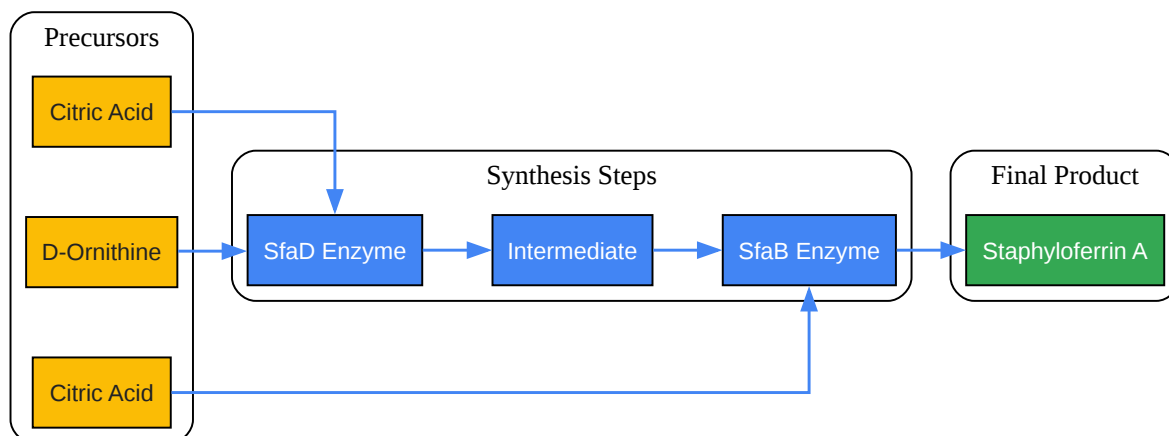 Precursors
Citric Acid
Synthesis Steps
Final Product
D-Ornithine
SfaD Enzyme
Intermediate
SfaB Enzyme
Staphyloferrin A
Citric Acid